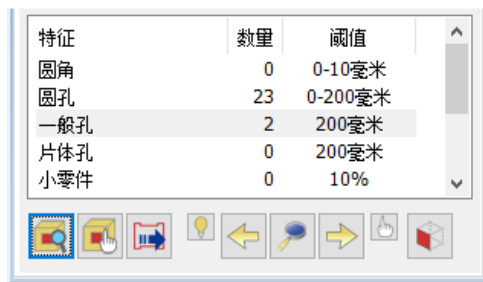 特征 数量 阈值
圆角 0 0-10毫米
圆孔 23 0-200毫米
一般孔 2 200毫米
片体孔 0 200毫米
小零件 0 10%